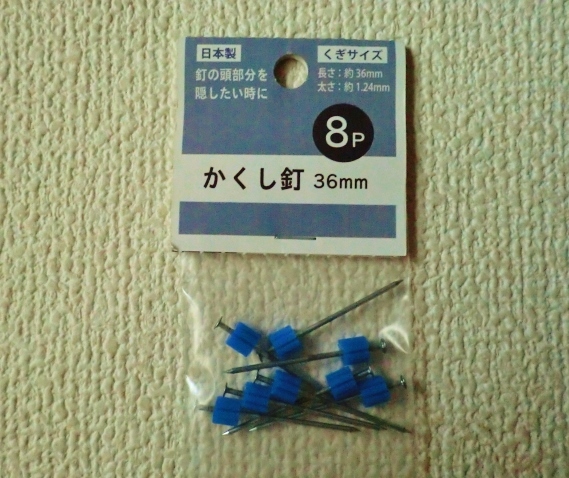 日本製
釘の頭部分を
隠したい時に
くぎサイズ
長さ：約36mm
太さ：約1.24mm
8P
かくし釘 36mm